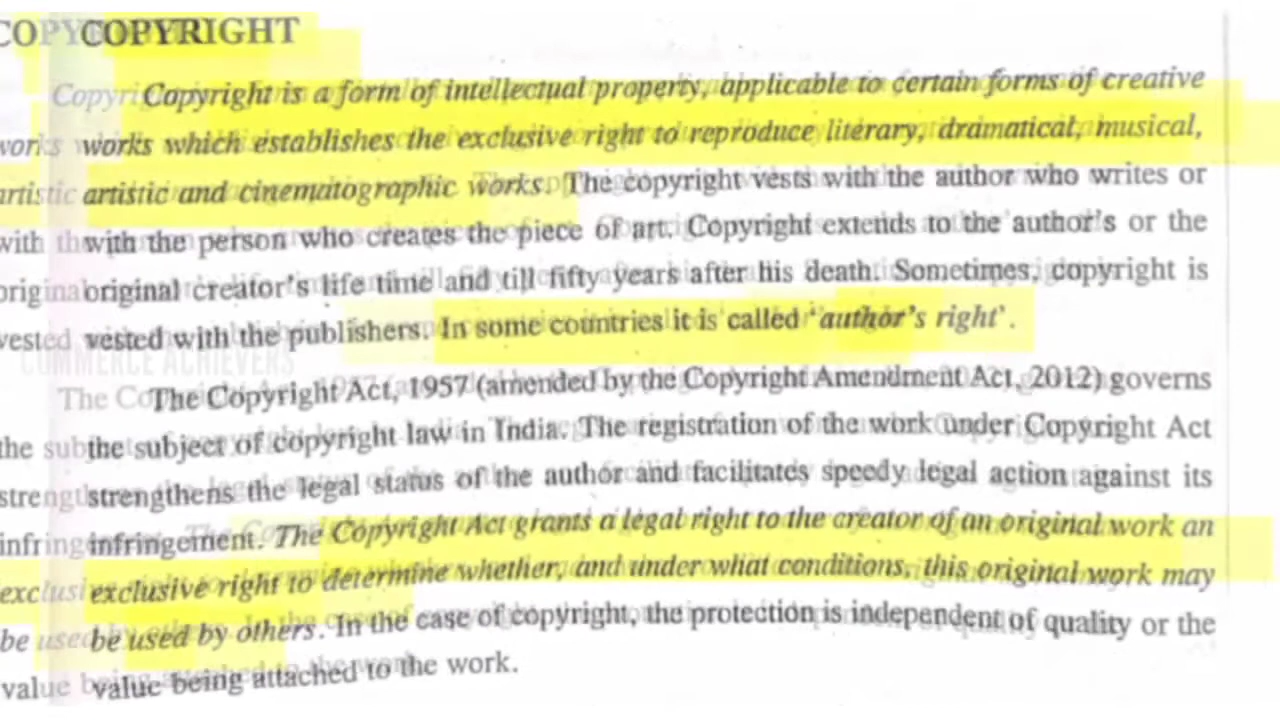 COPYRIGHT
Copyright is a form of intellectual property, applicable to certain forms of creative
works which establishes the exclusive right to reproduce literary, dramatical, musical,
artistic and cinematographic works. The copyright vests with the author who writes or
with the person who creates the piece of art. Copyright extends to the author's or the
original creator's life time and till fifty years after his death. Sometimes, copyright is
vested with the publishers. In some countries it is called 'author's right'.
COMMERCE ACHIEVERS
The Copyright Act, 1957 (amended by the Copyright Amendment Act, 2012) governs
the subject of copyright law in India. The registration of the work under Copyright Act
strengthens the legal status of the author and facilitates speedy legal action against its
infringement. The Copyright Act grants a legal right to the creator of an original work an
exclusive right to determine whether, and under what conditions, this original work may
be used by others. In the case of copyright, the protection is independent of quality or the
value being attached to the work.